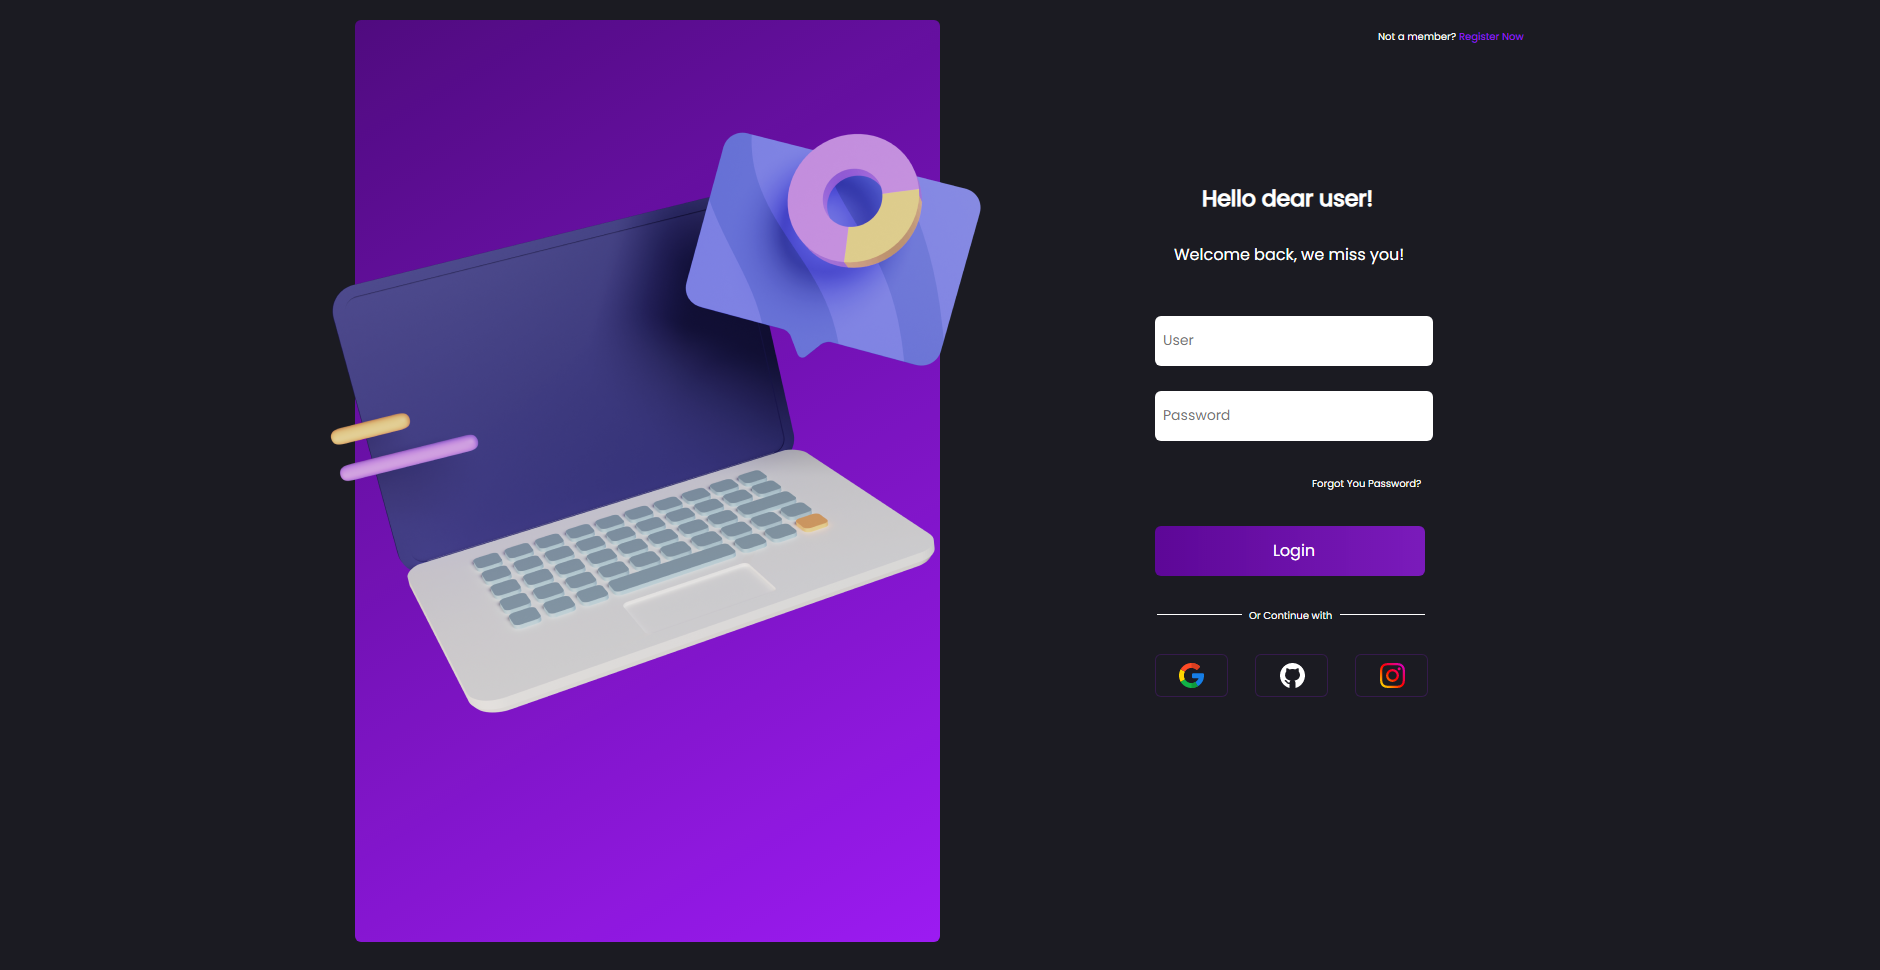 Not a member? Register Now
Hello dear user!
Welcome back, we miss you!
User
Password
Forgot You Password?
Login
Or Continue with